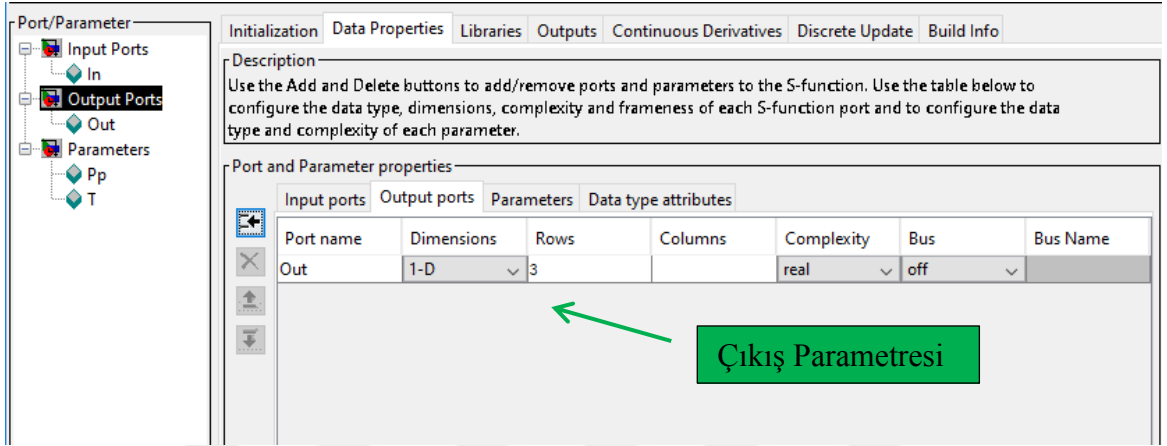 Port/Parameter
Input Ports
In
Output Ports
Out
Parameters
Pp
T
Initialization Data Properties Libraries Outputs Continuous Derivatives Discrete Update Build Info
Description
Use the Add and Delete buttons to add/remove ports and parameters to the S-function. Use the table below to
configure the data type, dimensions, complexity and frameness of each S-function port and to configure the data
type and complexity of each parameter.
Port and Parameter properties
Input ports Output ports Parameters Data type attributes
Port name Dimensions Rows Columns Complexity Bus Bus Name
Out 1-D 3 real off
Çıkış Parametresi